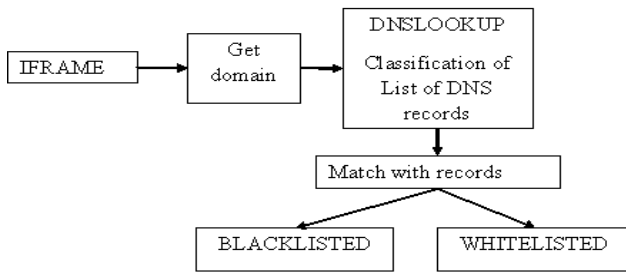 IFRAME
Get
domain
DNSLOOKUP
Classification of
List of DNS
records
Match with records
BLACKLISTED
WHITELISTED